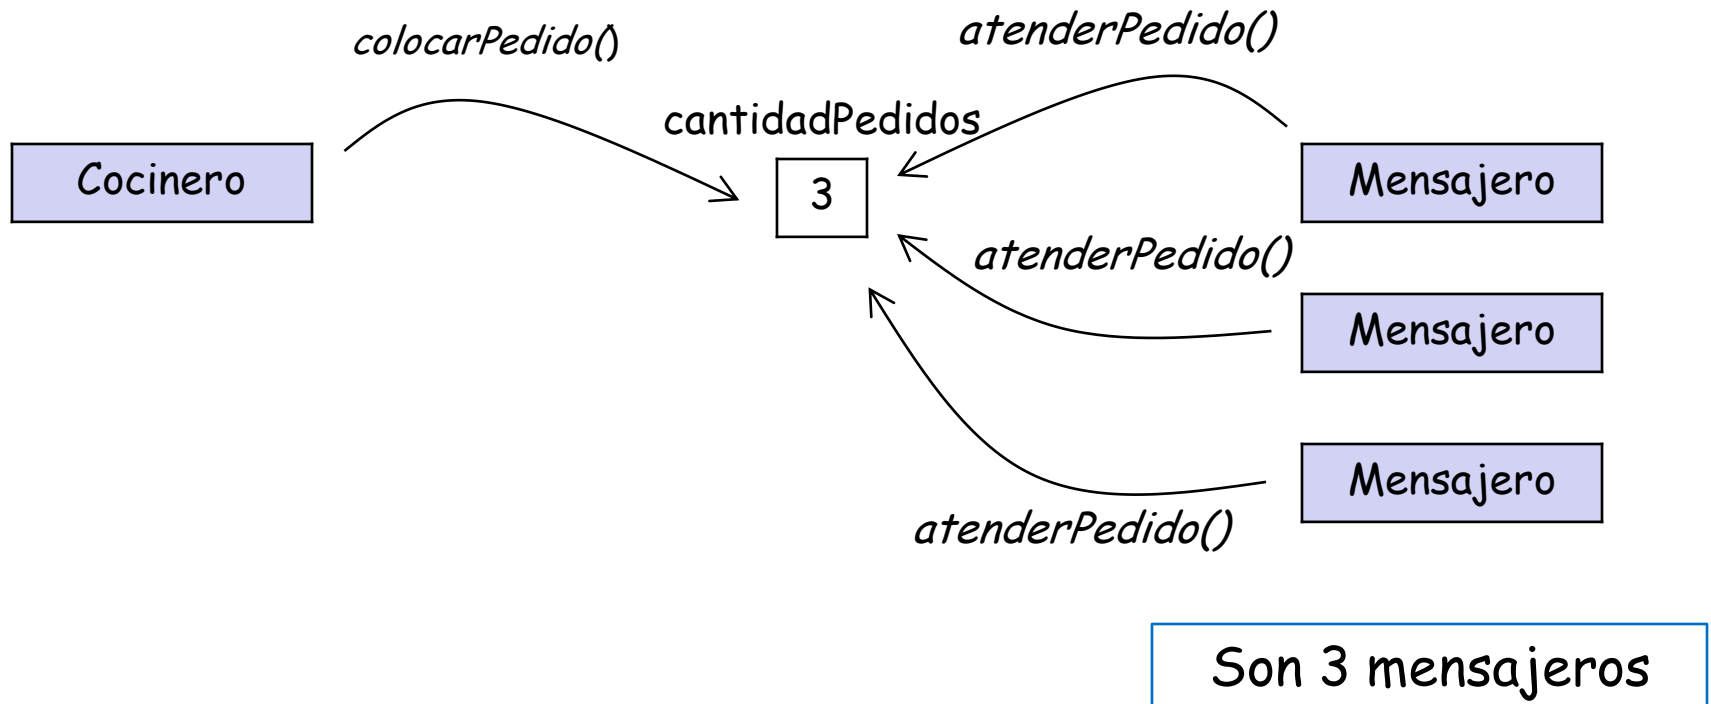 colocarPedido()
atenderPedido()
cantidadPedidos
Cocinero
3
Mensajero
atenderPedido()
Mensajero
Mensajero
atenderPedido()
Son 3 mensajeros